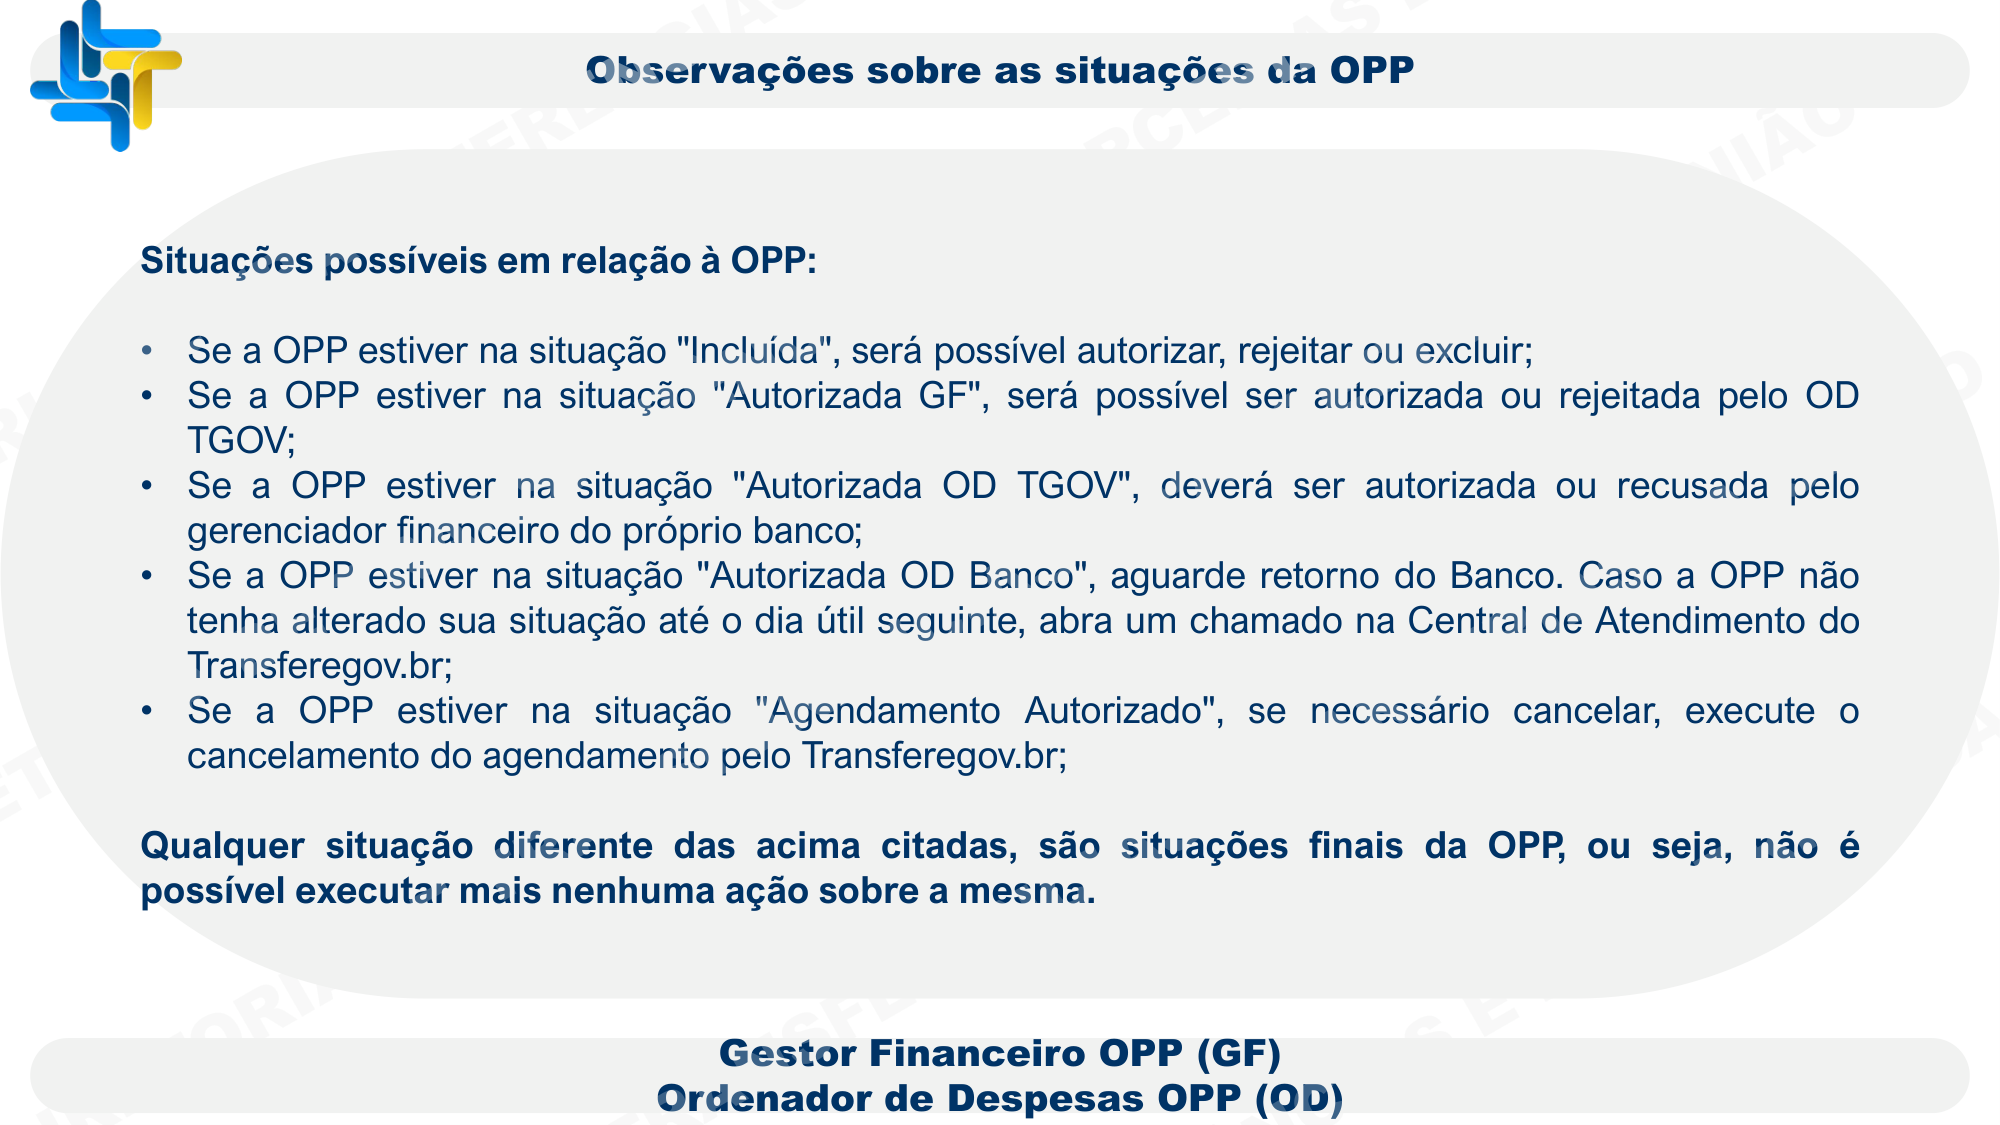 Observações sobre as situações da OPP
Situações possíveis em relação à OPP:
• Se a OPP estiver na situação "Incluída", será possível autorizar, rejeitar ou excluir;
• Se a OPP estiver na situação "Autorizada GF", será possível ser autorizada ou rejeitada pelo OD
TGOV;
• Se a OPP estiver na situação "Autorizada OD TGOV", deverá ser autorizada ou recusada pelo
gerenciador financeiro do próprio banco;
• Se a OPP estiver na situação "Autorizada OD Banco", aguarde retorno do Banco. Caso a OPP não
tenha alterado sua situação até o dia útil seguinte, abra um chamado na Central de Atendimento do
Transferegov.br;
• Se a OPP estiver na situação "Agendamento Autorizado", se necessário cancelar, execute o
cancelamento do agendamento pelo Transferegov.br;
Qualquer situação diferente das acima citadas, são situações finais da OPP, ou seja, não é
possível executar mais nenhuma ação sobre a mesma.
Gestor Financeiro OPP (GF)
Ordenador de Despesas OPP (OD)